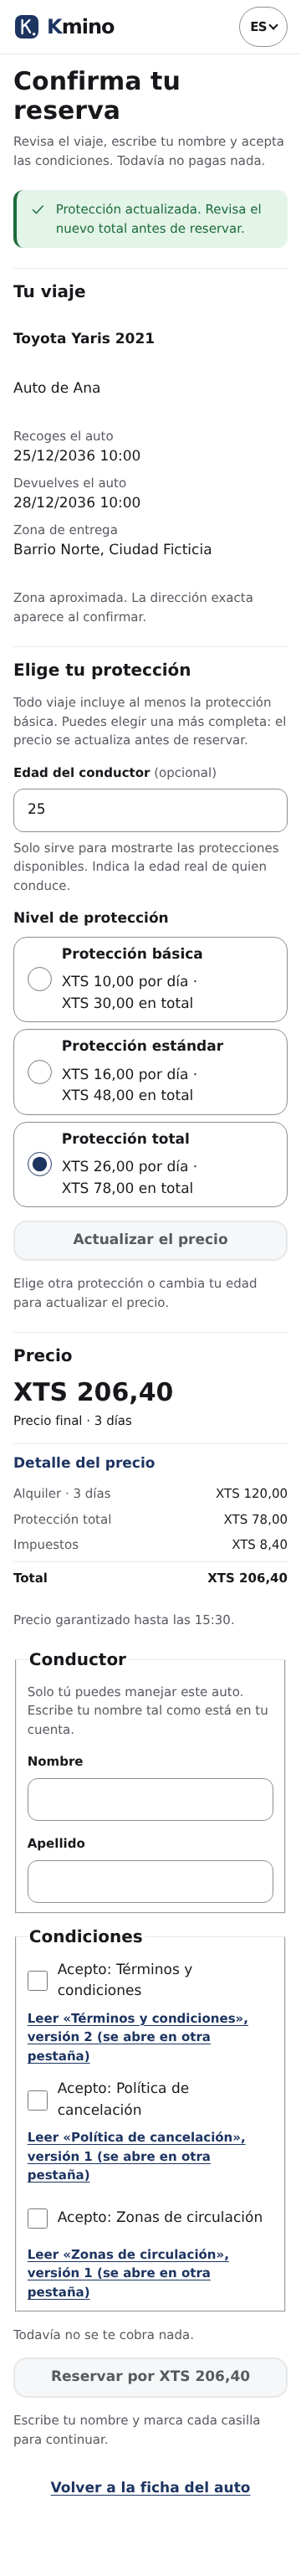 Kmino
ES
Confirma tu
reserva
Revisa el viaje, escribe tu nombre y acepta
las condiciones. Todavía no pagas nada.
Protección actualizada. Revisa el
nuevo total antes de reservar.
Tu viaje
Toyota Yaris 2021
Auto de Ana
Recoges el auto
25/12/2036 10:00
Devuelves el auto
28/12/2036 10:00
Zona de entrega
Barrio Norte, Ciudad Ficticia
Zona aproximada. La dirección exacta
aparece al confirmar.
Elige tu protección
Todo viaje incluye al menos la protección
básica. Puedes elegir una más completa: el
precio se actualiza antes de reservar.
Edad del conductor (opcional)
25
Solo sirve para mostrarte las protecciones
disponibles. Indica la edad real de quien
conduce.
Nivel de protección
Protección básica
XTS 10,00 por día ·
XTS 30,00 en total
Protección estándar
XTS 16,00 por día ·
XTS 48,00 en total
Protección total
XTS 26,00 por día ·
XTS 78,00 en total
Actualizar el precio
Elige otra protección o cambia tu edad
para actualizar el precio.
Precio
XTS 206,40
Precio final · 3 días
Detalle del precio
Alquiler · 3 días XTS 120,00
Protección total XTS 78,00
Impuestos XTS 8,40
Total XTS 206,40
Precio garantizado hasta las 15:30.
Conductor
Solo tú puedes manejar este auto.
Escribe tu nombre tal como está en tu
cuenta.
Nombre
Apellido
Condiciones
Acepto: Términos y
condiciones
Leer «Términos y condiciones»,
versión 2 (se abre en otra
pestaña)
Acepto: Política de
cancelación
Leer «Política de cancelación»,
versión 1 (se abre en otra
pestaña)
Acepto: Zonas de circulación
Leer «Zonas de circulación»,
versión 1 (se abre en otra
pestaña)
Todavía no se te cobra nada.
Reservar por XTS 206,40
Escribe tu nombre y marca cada casilla
para continuar.
Volver a la ficha del auto